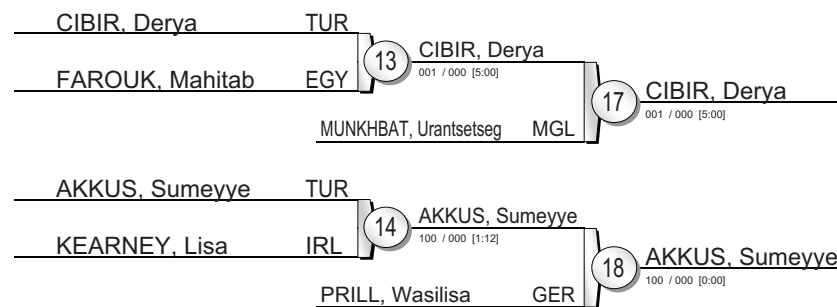 CIBIR, Derya TUR
13
CIBIR, Derya
001 / 000 [5:00]
FAROUK, Mahitab EGY
17
CIBIR, Derya
001 / 000 [5:00]
MUNKHBAT, Urantsetseg MGL
AKKUS, Sumeyye TUR
14
AKKUS, Sumeyye
100 / 000 [1:12]
KEARNEY, Lisa IRL
18
AKKUS, Sumeyye
100 / 000 [0:00]
PRILL, Wasilisa GER